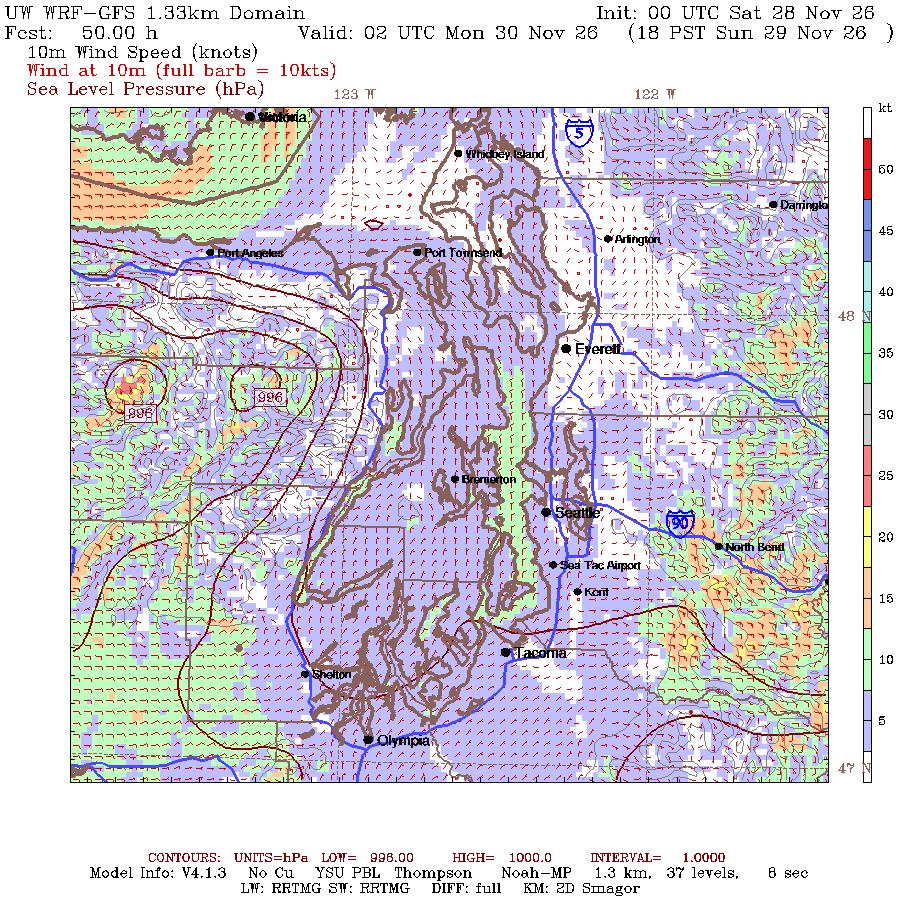 UW WRF-GFS 1.33km Domain Init: 00 UTC Sat 28 Nov 26
Fcst: 50.00 h Valid: 02 UTC Mon 30 Nov 26 (18 PST Sun 29 Nov 26 )
10m Wind Speed (knots)
Wind at 10m (full barb = 10kts)
Sea Level Pressure (hPa)
123 W 122 W
kt
Victoria
5
Whidbey Island
60
Darringto
45
Arlington
Port Angeles
Port Townsend
40
48 N
Everett
35
996
996
30
25
Bremerton
Seattle
90
20
North Bend
Sea Tac Airport
Kent
15
Tacoma
10
Shelton
5
Olympia
47 N
CONTOURS: UNITS=hPa LOW= 996.00 HIGH= 1000.0 INTERVAL= 1.0000
Model Info: V4.1.3 No Cu YSU PBL Thompson Noah-MP 1.3 km, 37 levels, 8 sec
LW: RRTMG SW: RRTMG DIFF: full KM: 2D Smagor